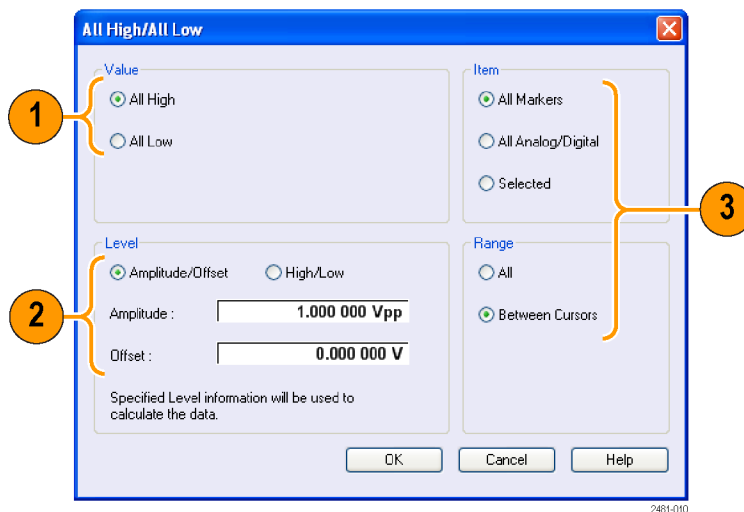 All High/All Low
Value
All High
All Low
1
Item
All Markers
All Analog/Digital
Selected
3
Level
Amplitude/Offset High/Low
Amplitude : 1.000 000 Vpp
Offset : 0.000 000 V
Specified Level information will be used to
calculate the data.
2
Range
All
Between Cursors
OK Cancel Help
2481-010